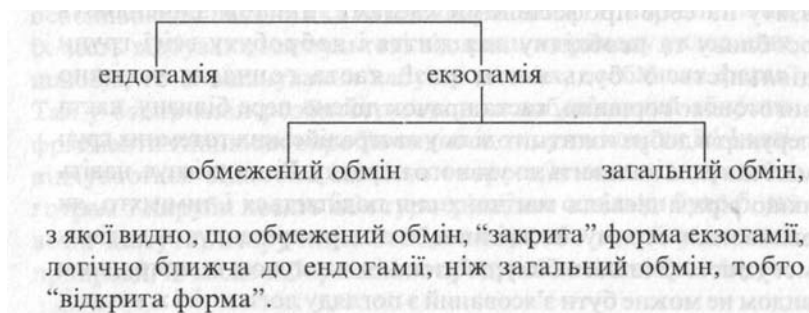 ендогамія екзогамія
обмежений обмін загальний обмін,
з якої видно, що обмежений обмін, “закрита” форма екзогамії,
логічно ближча до ендогамії, ніж загальний обмін, тобто
“відкрита форма”.